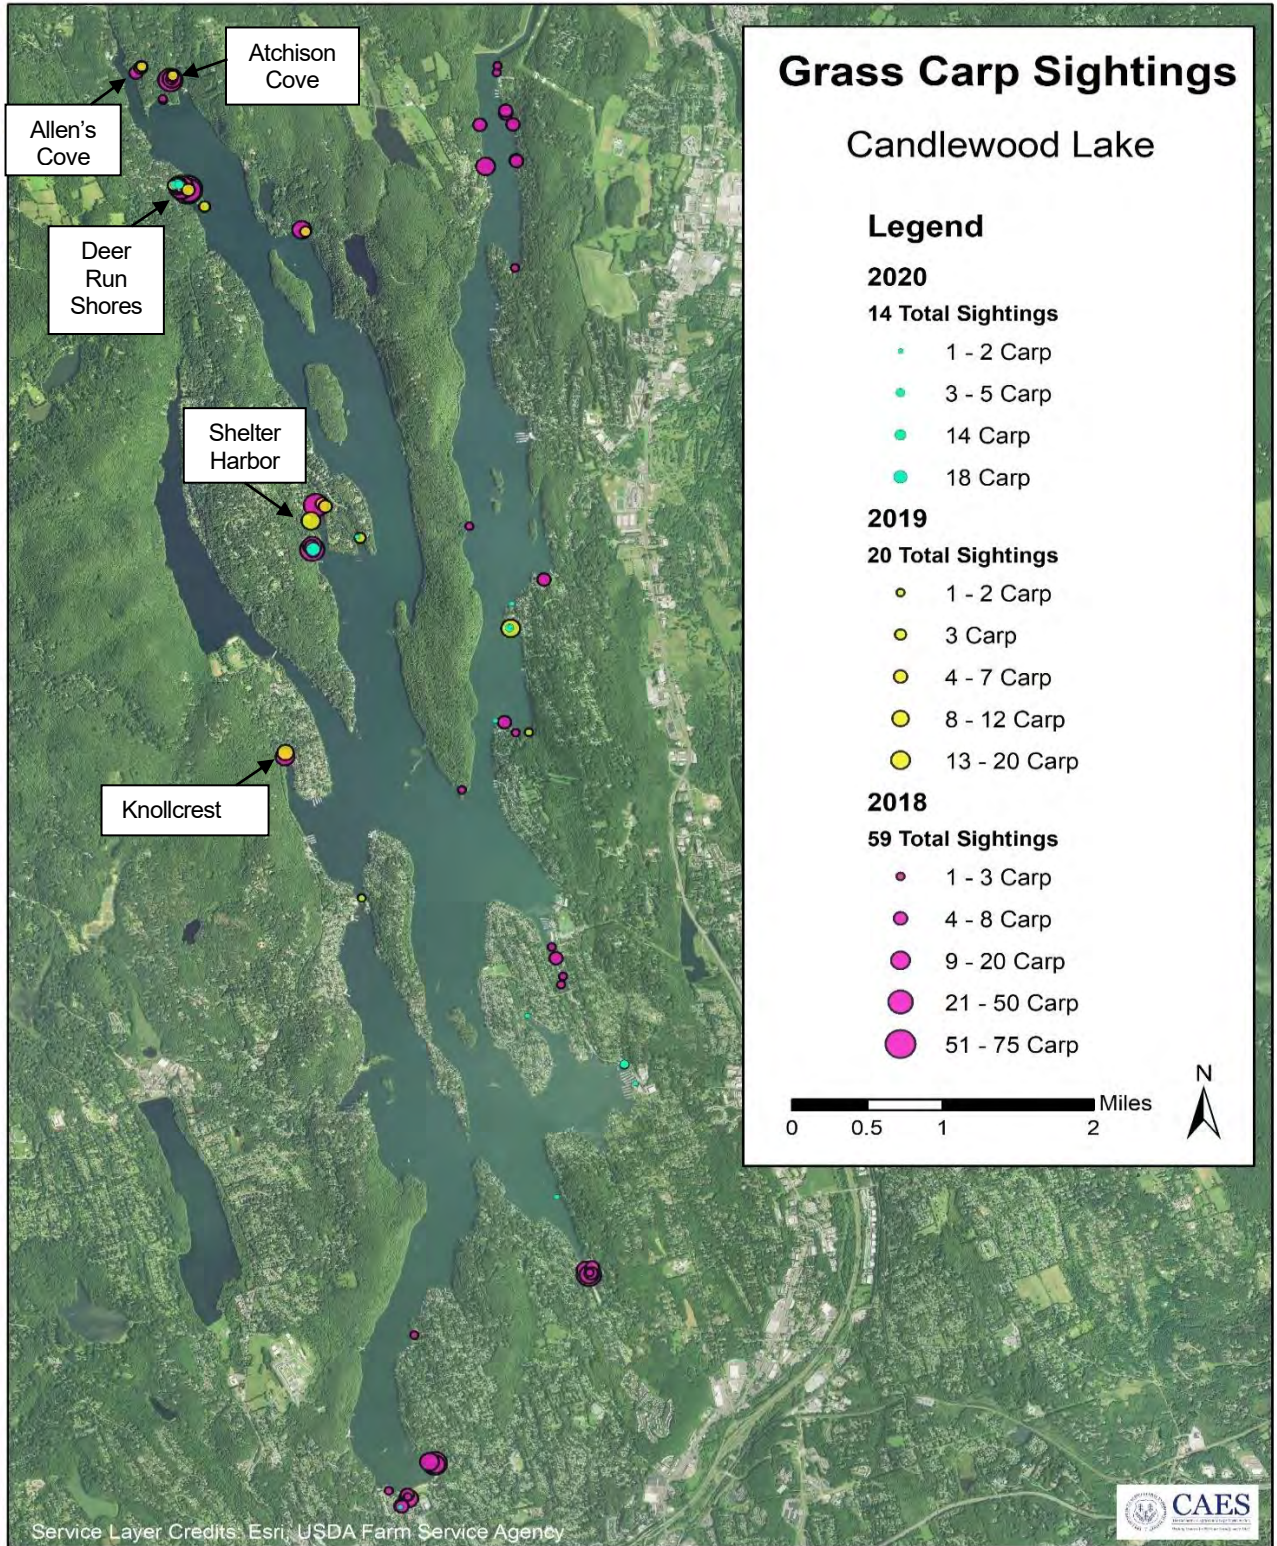 Grass Carp Sightings
Candlewood Lake
Legend
2020
14 Total Sightings
1 - 2 Carp
3 - 5 Carp
14 Carp
18 Carp
2019
20 Total Sightings
1 - 2 Carp
3 Carp
4 - 7 Carp
8 - 12 Carp
13 - 20 Carp
2018
59 Total Sightings
1 - 3 Carp
4 - 8 Carp
9 - 20 Carp
21 - 50 Carp
51 - 75 Carp
N
Miles
0 0.5 1 2
Atchison
Cove
Allen’s
Cove
Deer
Run
Shores
Shelter
Harbor
Knollcrest
Service Layer Credits: Esri, USDA Farm Service Agency
CAES